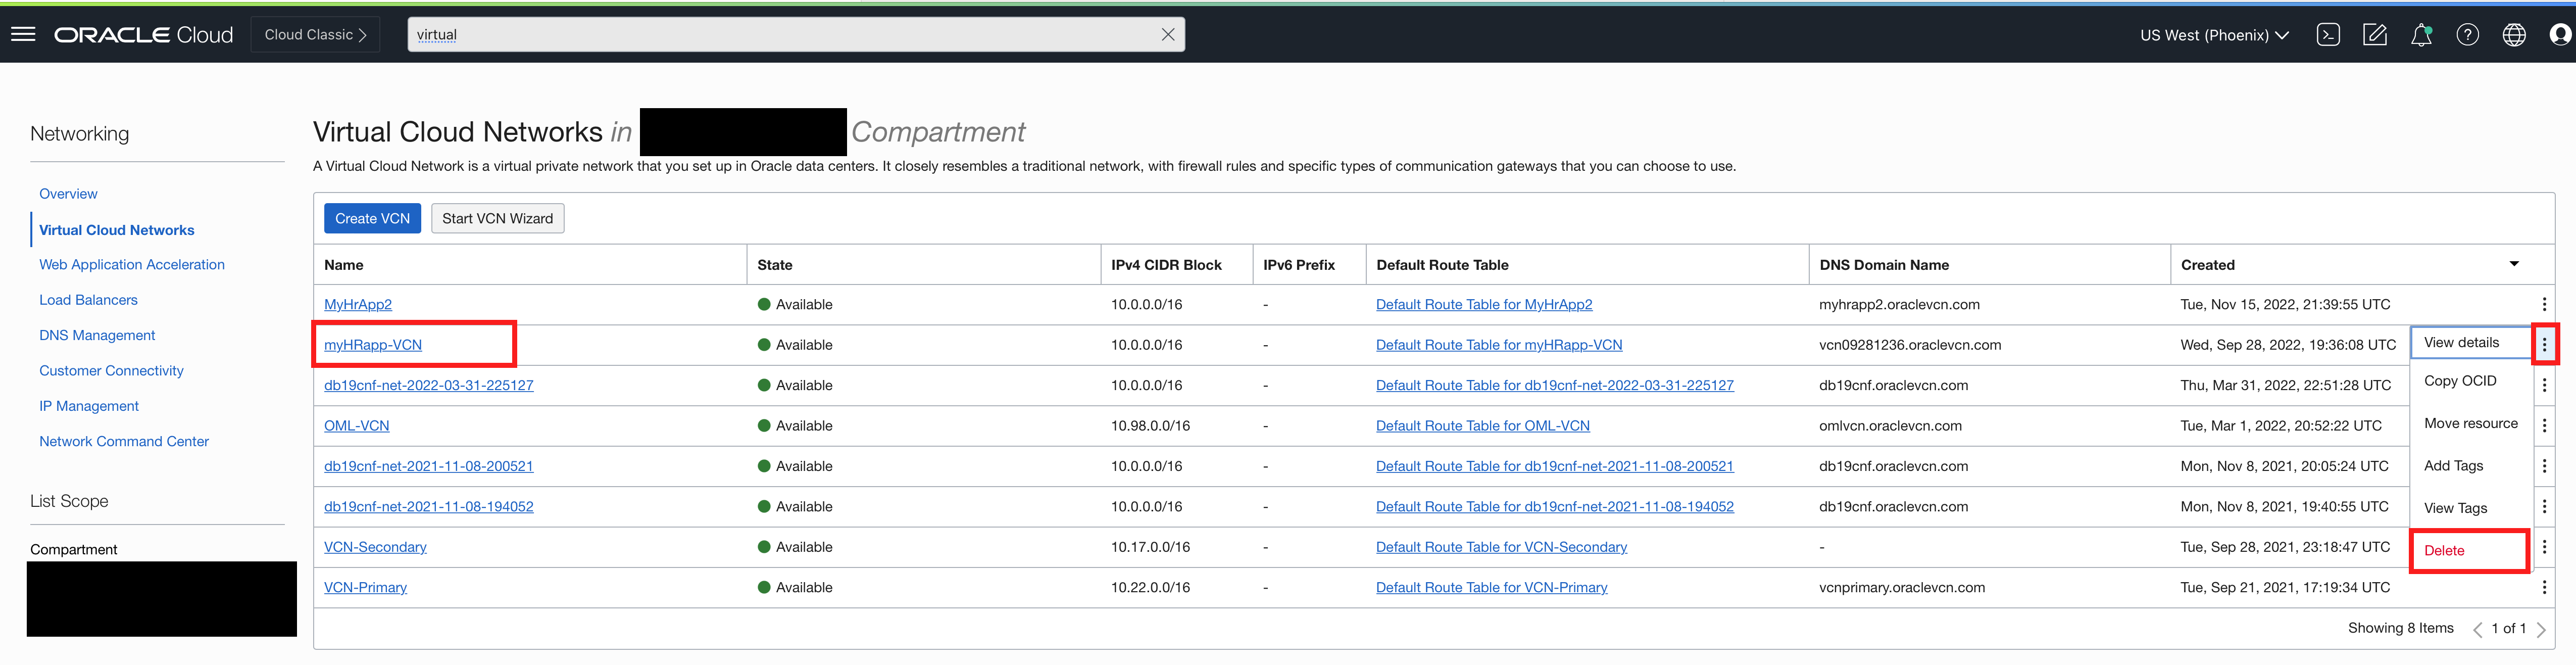 ORACLE Cloud
Cloud Classic
virtual
US West (Phoenix)
Networking
Overview
Virtual Cloud Networks
Web Application Acceleration
Load Balancers
DNS Management
Customer Connectivity
IP Management
Network Command Center
List Scope
Compartment
Virtual Cloud Networks in Compartment
A Virtual Cloud Network is a virtual private network that you set up in Oracle data centers. It closely resembles a traditional network, with firewall rules and specific types of communication gateways that you can choose to use.
Create VCN Start VCN Wizard
Name State IPv4 CIDR Block IPv6 Prefix Default Route Table DNS Domain Name Created
MyHrApp2 Available 10.0.0.0/16 - Default Route Table for MyHrApp2 myhrapp2.oraclevcn.com Tue, Nov 15, 2022, 21:39:55 UTC
myHRapp-VCN Available 10.0.0.0/16 - Default Route Table for myHRapp-VCN vcn09281236.oraclevcn.com Wed, Sep 28, 2022, 19:36:08 UTC
db19cnf-net-2022-03-31-225127 Available 10.0.0.0/16 - Default Route Table for db19cnf-net-2022-03-31-225127 db19cnf.oraclevcn.com Thu, Mar 31, 2022, 22:51:28 UTC
OML-VCN Available 10.98.0.0/16 - Default Route Table for OML-VCN omlvcn.oraclevcn.com Tue, Mar 1, 2022, 20:52:22 UTC
db19cnf-net-2021-11-08-200521 Available 10.0.0.0/16 - Default Route Table for db19cnf-net-2021-11-08-200521 db19cnf.oraclevcn.com Mon, Nov 8, 2021, 20:05:24 UTC
db19cnf-net-2021-11-08-194052 Available 10.0.0.0/16 - Default Route Table for db19cnf-net-2021-11-08-194052 db19cnf.oraclevcn.com Mon, Nov 8, 2021, 19:40:55 UTC
VCN-Secondary Available 10.17.0.0/16 - Default Route Table for VCN-Secondary - Tue, Sep 28, 2021, 23:18:47 UTC
VCN-Primary Available 10.22.0.0/16 - Default Route Table for VCN-Primary vcnprimary.oraclevcn.com Tue, Sep 21, 2021, 17:19:34 UTC
View details
Copy OCID
Move resource
Add Tags
View Tags
Delete
Showing 8 Items 1 of 1